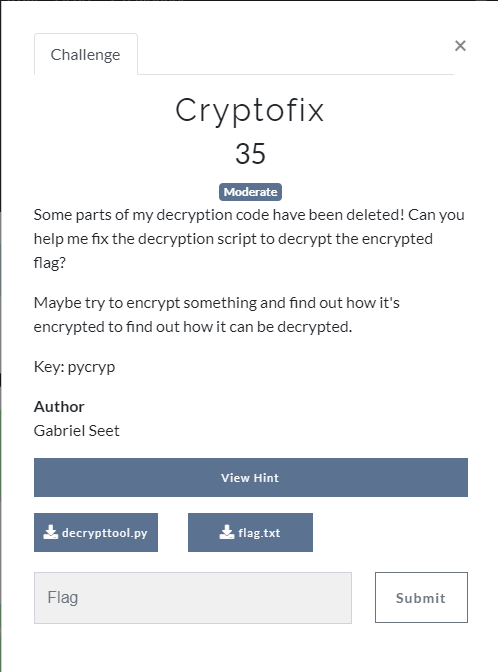 Challenge
×
Cryptofix
35
Moderate
Some parts of my decryption code have been deleted! Can you
help me fix the decryption script to decrypt the encrypted
flag?
Maybe try to encrypt something and find out how it's
encrypted to find out how it can be decrypted.
Key: pycryp
Author
Gabriel Seet
View Hint
decrypttool.py
flag.txt
Flag
Submit